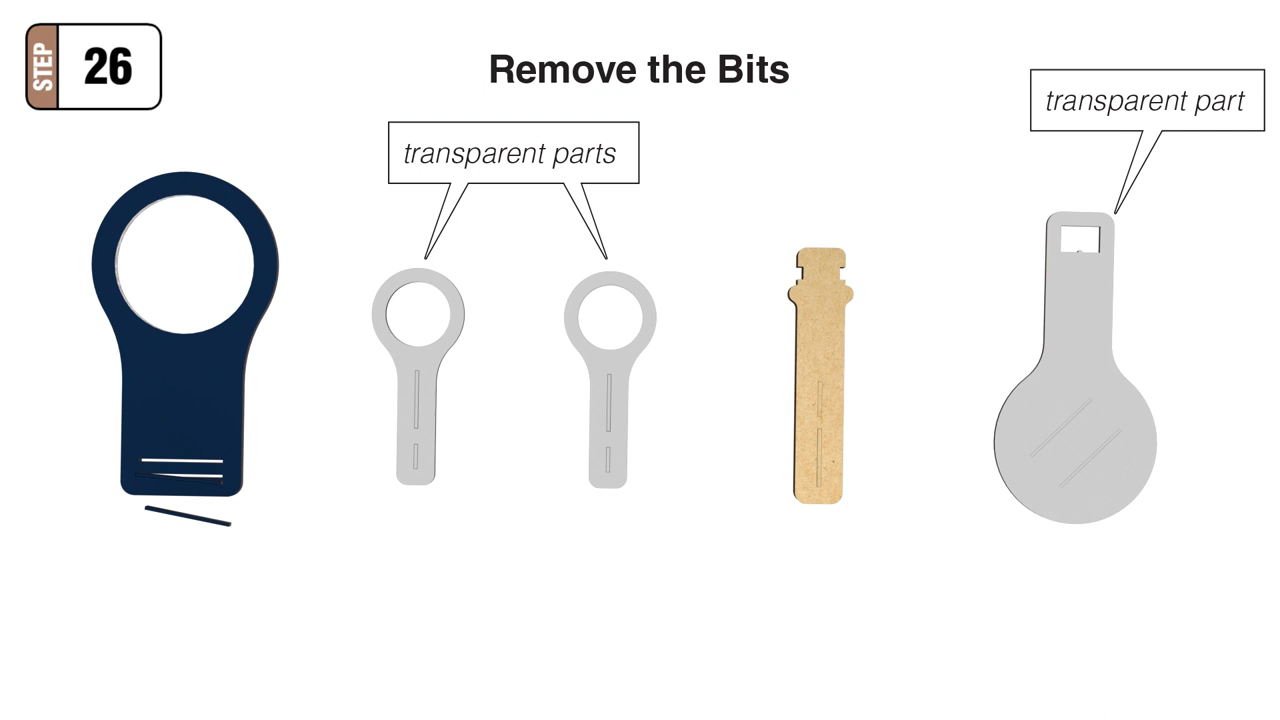 STEP 26
Remove the Bits
transparent part
transparent parts